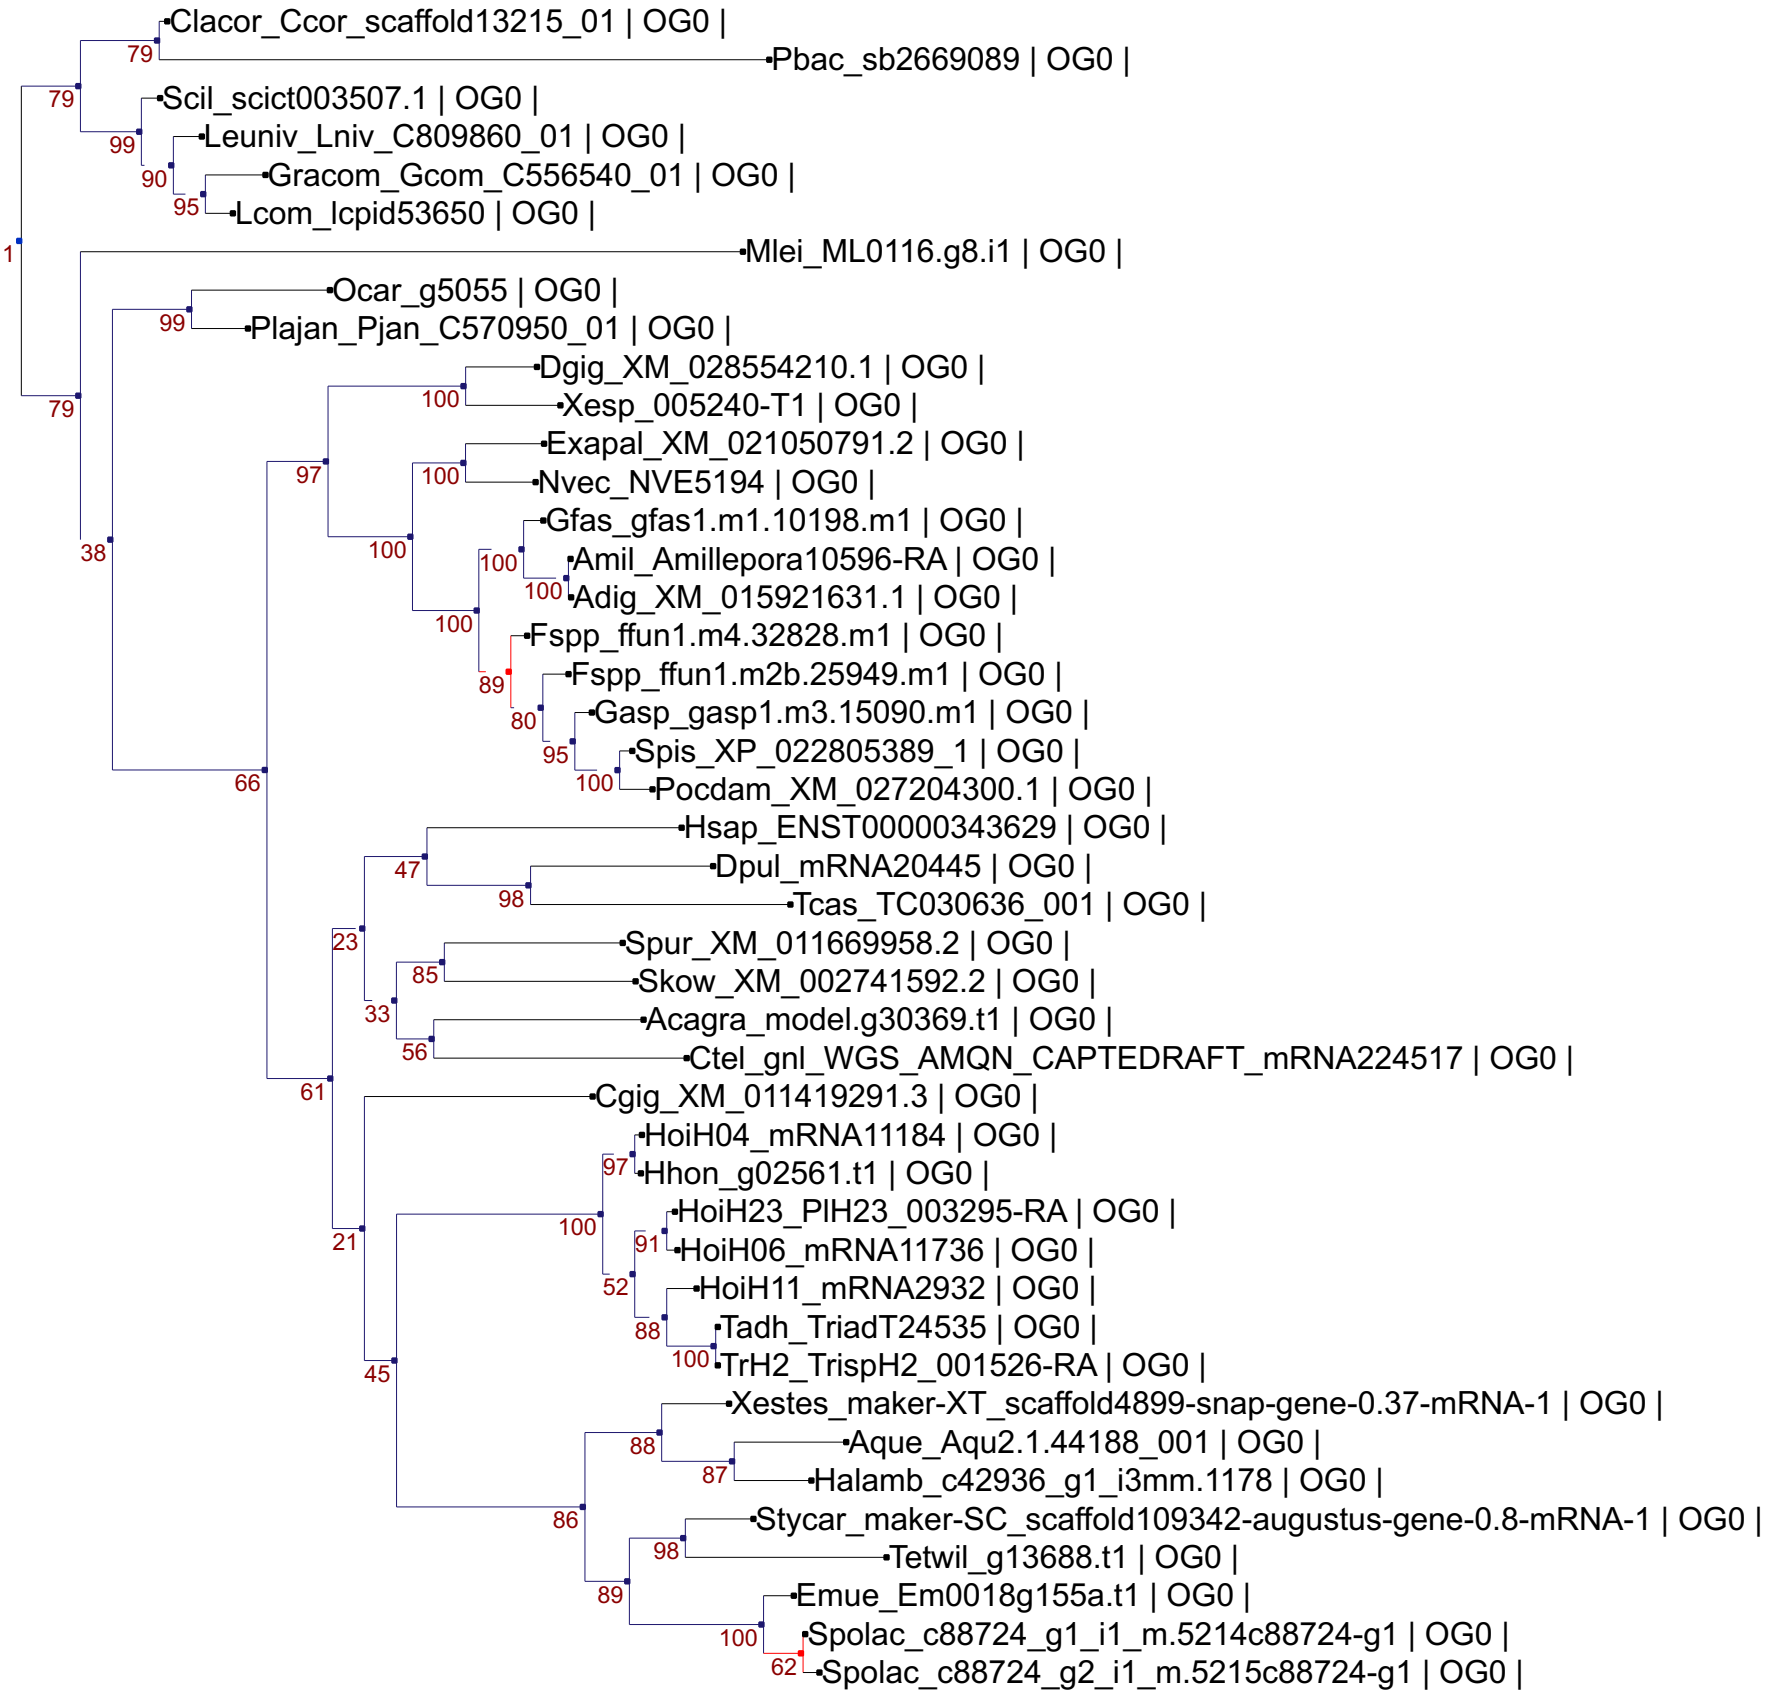 Clacor_Ccor_scaffold13215_01 | OG0 |
79
Pbac_sb2669089 | OG0 |
79
Scil_scict003507.1 | OG0 |
99
Leuniv_Lniv_C809860_01 | OG0 |
90
Gracom_Gcom_C556540_01 | OG0 |
95
Lcom_lcpid53650 | OG0 |
1
Mlei_ML0116.g8.i1 | OG0 |
Ocar_g5055 | OG0 |
99
Plajan_Pjan_C570950_01 | OG0 |
Dgig_XM_028554210.1 | OG0 |
79
100
Xesp_005240-T1 | OG0 |
Exapal_XM_021050791.2 | OG0 |
97
100
Nvec_NVE5194 | OG0 |
Gfas_gfas1.m1.10198.m1 | OG0 |
38
100
100
Amil_Amillepora10596-RA | OG0 |
100
Adig_XM_015921631.1 | OG0 |
100
Fspp_ffun1.m4.32828.m1 | OG0 |
89
Fspp_ffun1.m2b.25949.m1 | OG0 |
80
Gasp_gasp1.m3.15090.m1 | OG0 |
95
Spis_XP_022805389_1 | OG0 |
66
100
Pocdam_XM_027204300.1 | OG0 |
Hsap_ENST00000343629 | OG0 |
47
Dpul_mRNA20445 | OG0 |
98
Tcas_TC030636_001 | OG0 |
23
Spur_XM_011669958.2 | OG0 |
85
Skow_XM_002741592.2 | OG0 |
33
Acagra_model.g30369.t1 | OG0 |
56
Ctel_gnl_WGS_AMQN_CAPTEDRAFT_mRNA224517 | OG0 |
61
Cgig_XM_011419291.3 | OG0 |
HoiH04_mRNA11184 | OG0 |
97
Hhon_g02561.t1 | OG0 |
HoiH23_PlH23_003295-RA | OG0 |
100
21
91
HoiH06_mRNA11736 | OG0 |
52
HoiH11_mRNA2932 | OG0 |
88
Tadh_TriadT24535 | OG0 |
45
100
TrH2_TrispH2_001526-RA | OG0 |
Xestes_maker-XT_scaffold4899-snap-gene-0.37-mRNA-1 | OG0 |
88
Aque_Aqu2.1.44188_001 | OG0 |
87
Halamb_c42936_g1_i3mm.1178 | OG0 |
86
Stycar_maker-SC_scaffold109342-augustus-gene-0.8-mRNA-1 | OG0 |
98
Tetwil_g13688.t1 | OG0 |
89
Emue_Em0018g155a.t1 | OG0 |
100
Spolac_c88724_g1_i1_m.5214c88724-g1 | OG0 |
62
Spolac_c88724_g2_i1_m.5215c88724-g1 | OG0 |